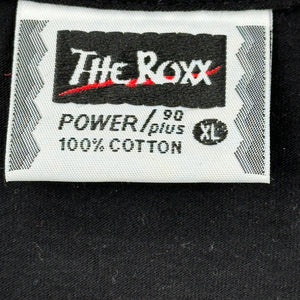 THE ROXX
POWER/90 plus XL
100% COTTON